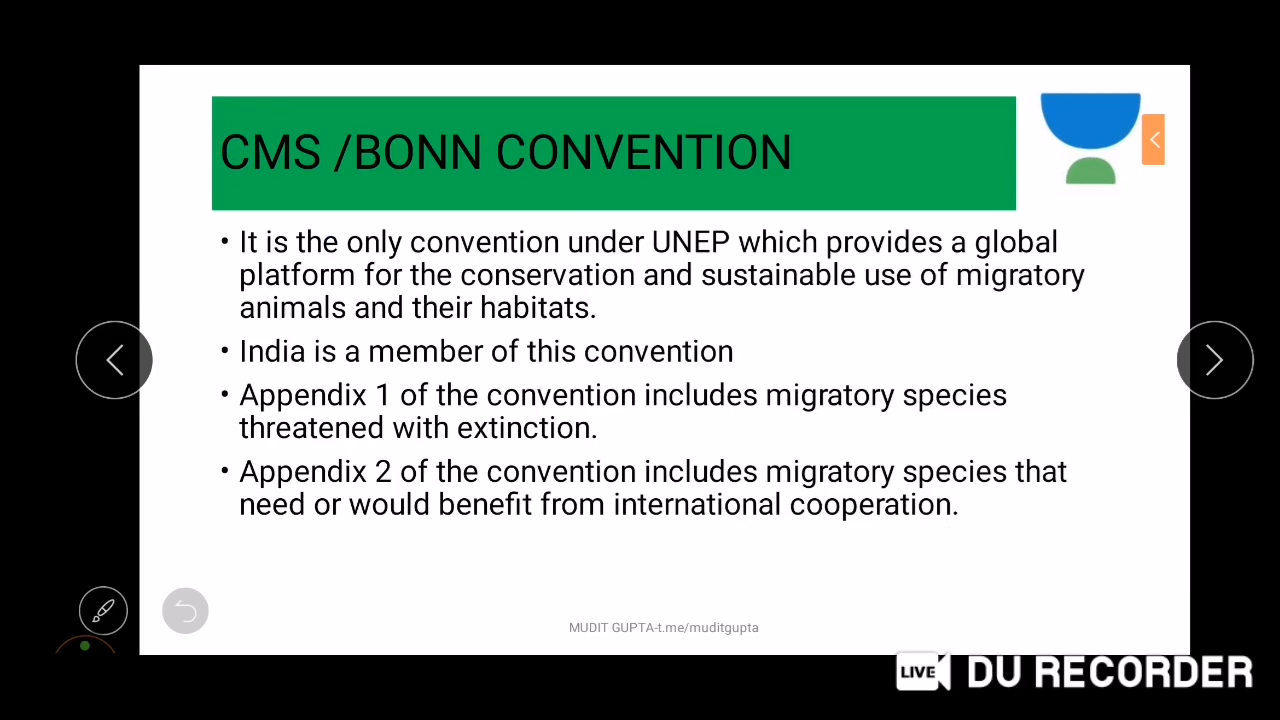 CMS /BONN CONVENTION
• It is the only convention under UNEP which provides a global
platform for the conservation and sustainable use of migratory
animals and their habitats.
• India is a member of this convention
• Appendix 1 of the convention includes migratory species
threatened with extinction.
• Appendix 2 of the convention includes migratory species that
need or would benefit from international cooperation.
MUDIT GUPTA-t.me/muditgupta
LIVE DU RECORDER